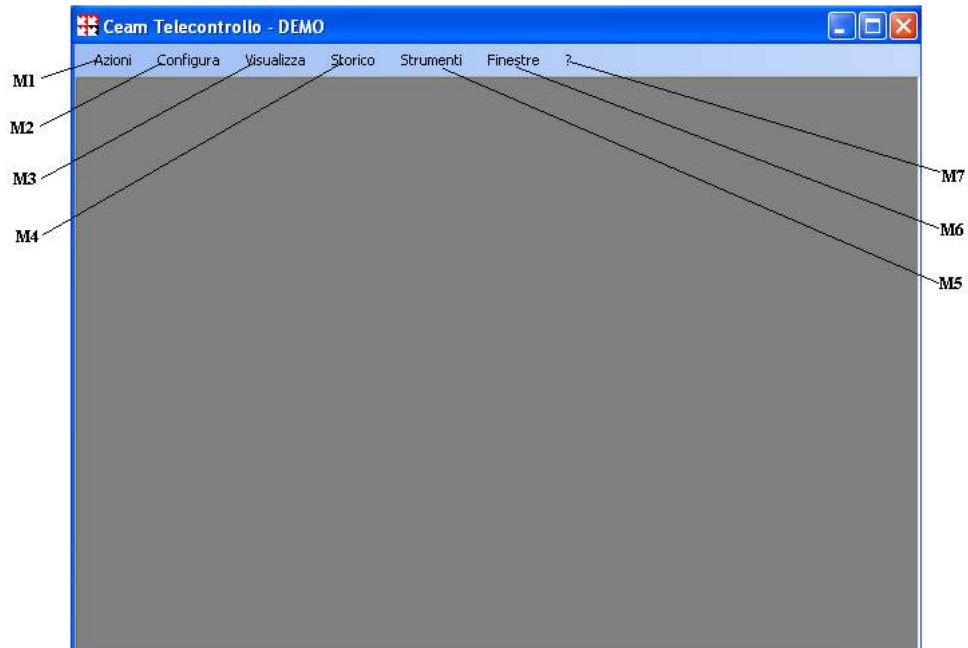 Ceam Telecontrollo - DEMO
Azioni Configura Visualizza Storico Strumenti Finestre ?
M1
M2
M3
M4
M7
M6
M5